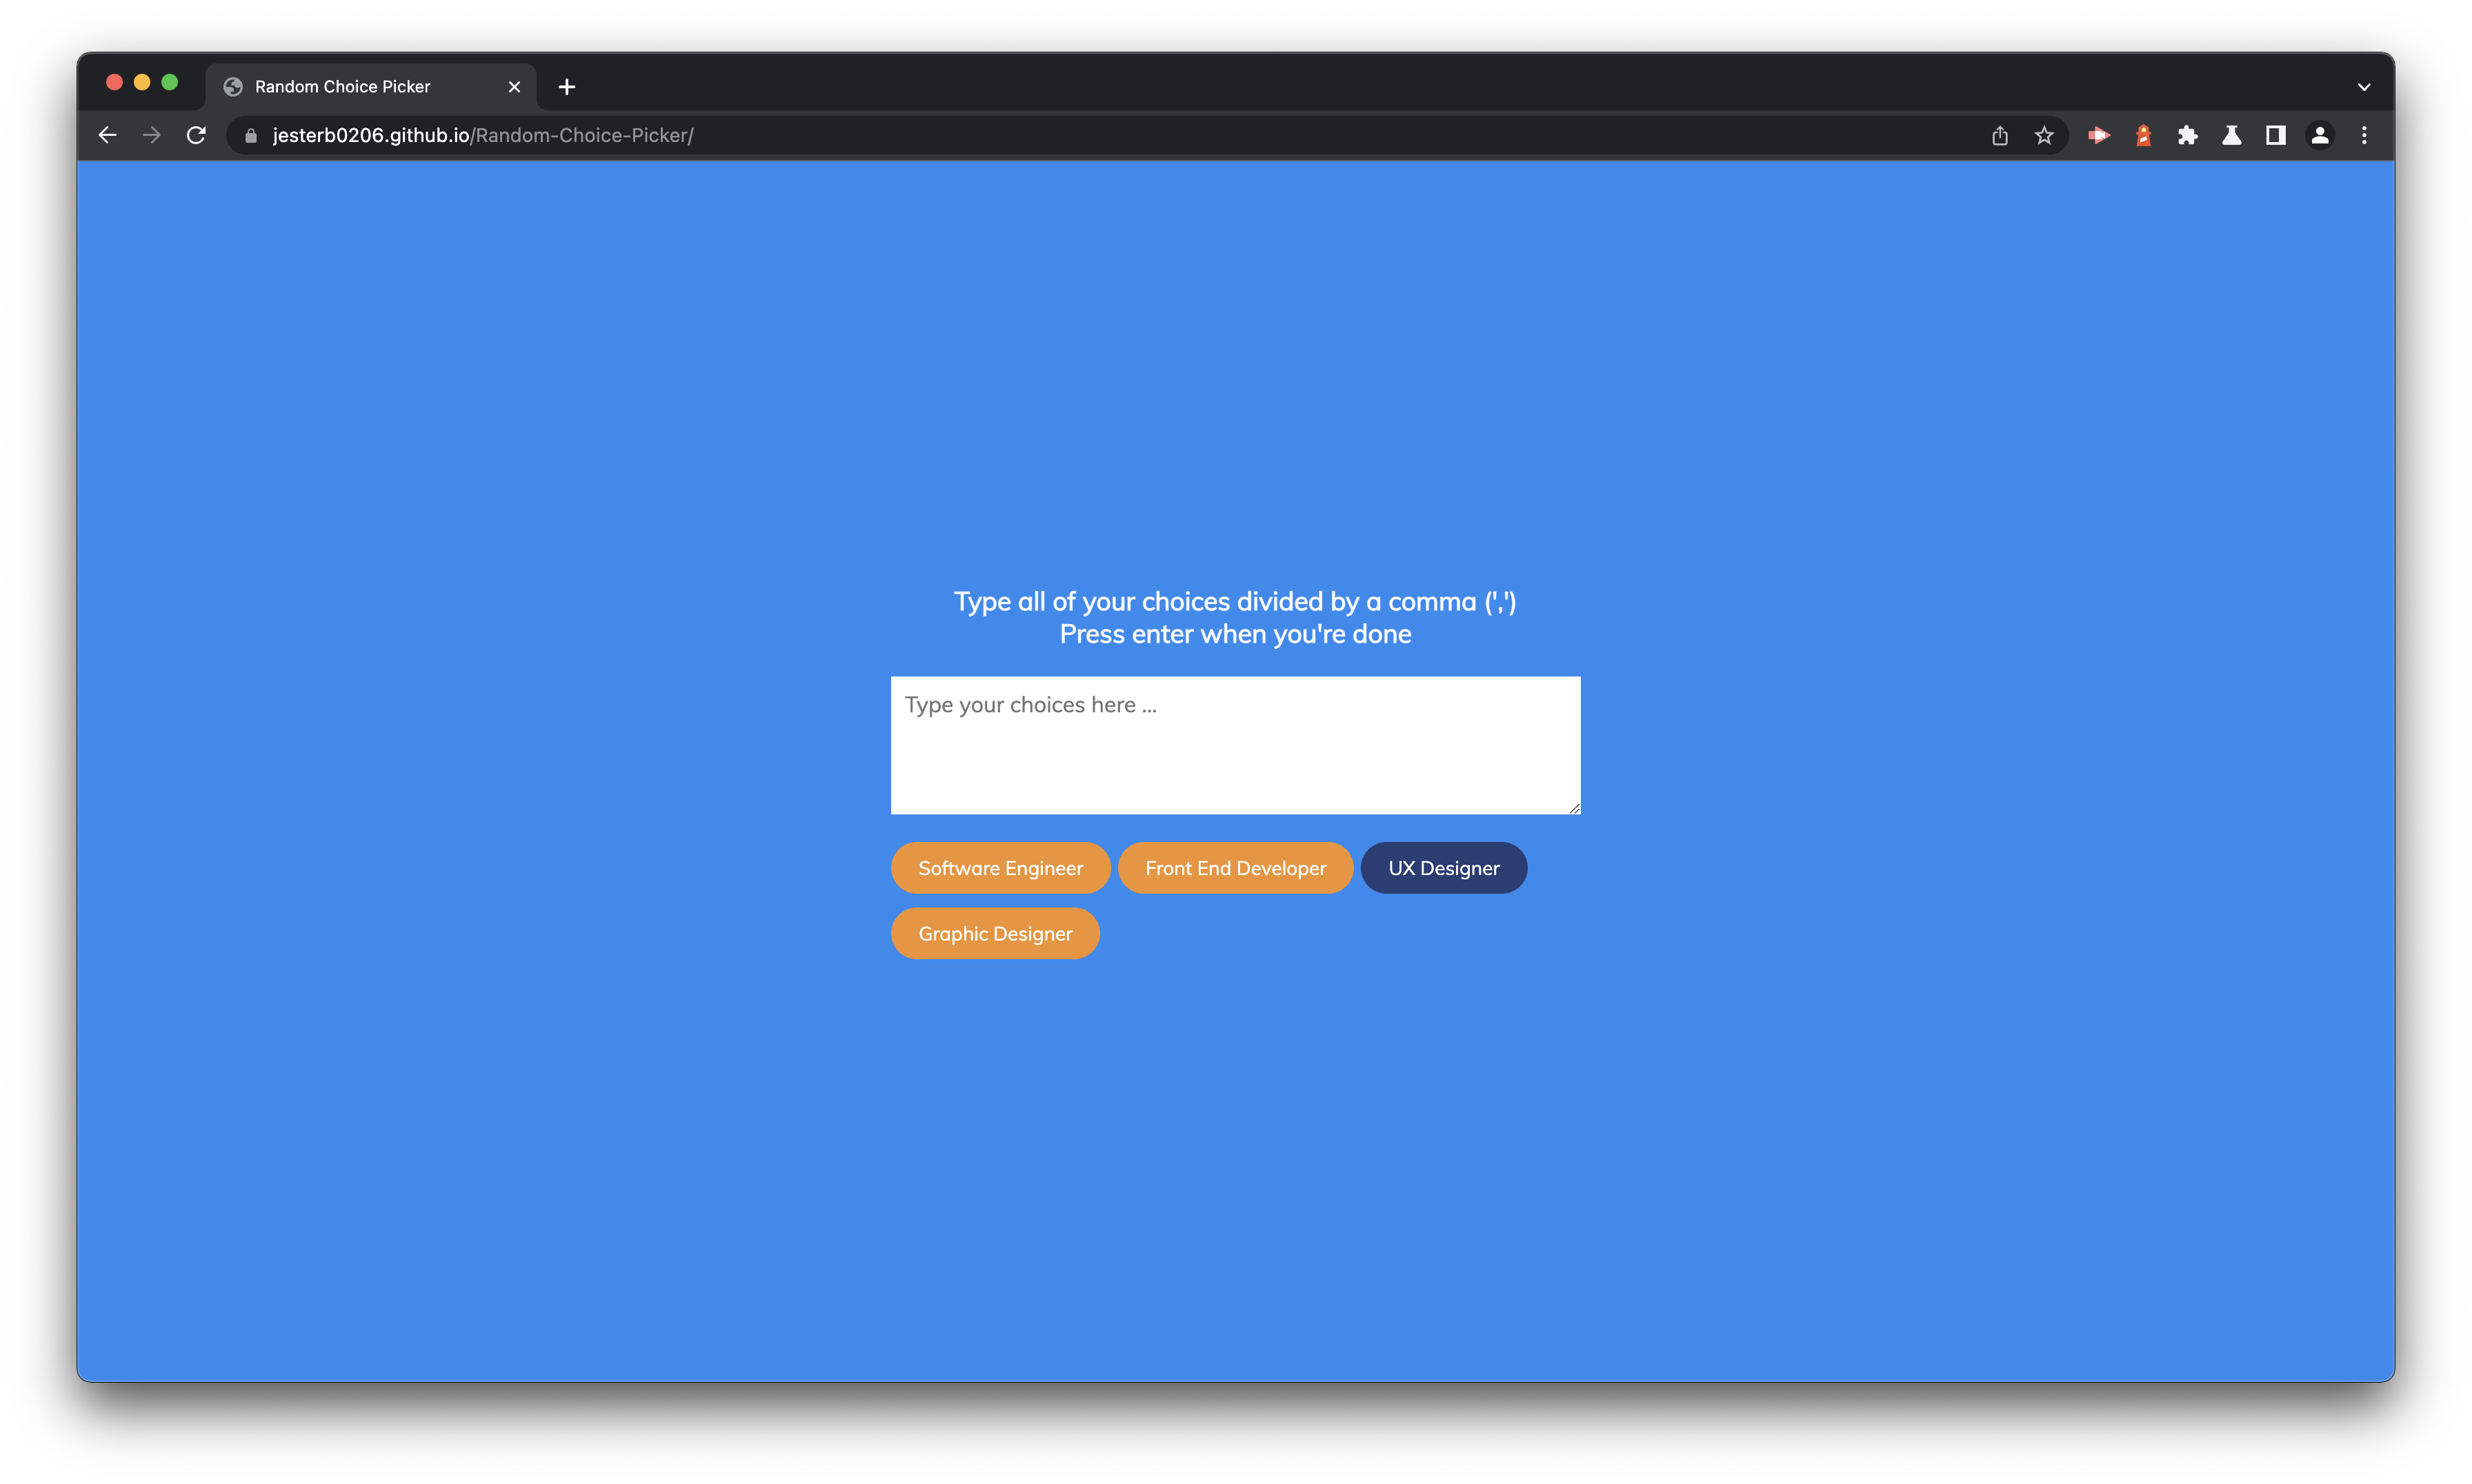 Random Choice Picker
jesterb0206.github.io/Random-Choice-Picker/
Type all of your choices divided by a comma (',')
Press enter when you're done
Type your choices here ...
Software Engineer Front End Developer UX Designer
Graphic Designer